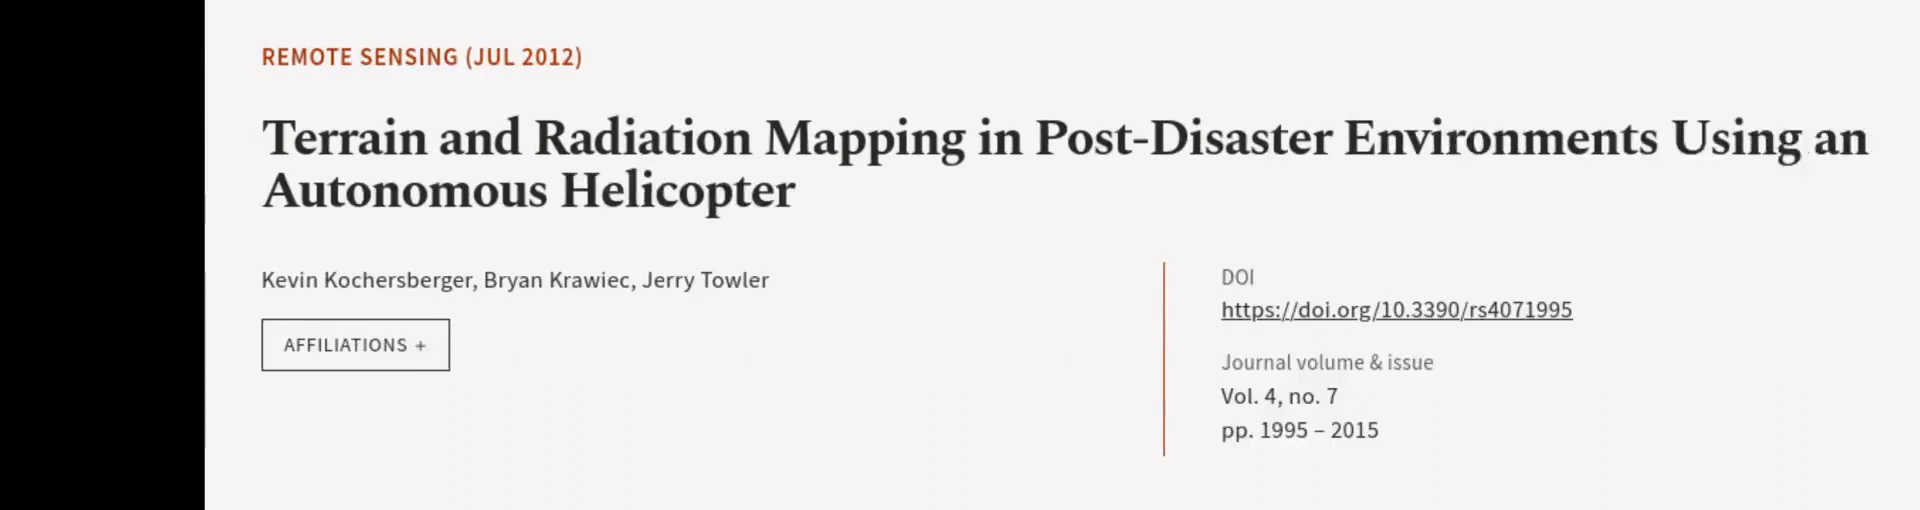 REMOTE SENSING (JUL 2012)
Terrain and Radiation Mapping in Post-Disaster Environments Using an
Autonomous Helicopter
Kevin Kochersberger, Bryan Krawiec, Jerry Towler
AFFILIATIONS +
DOI
https://doi.org/10.3390/rs4071995
Journal volume & issue
Vol. 4, no. 7
pp. 1995 – 2015